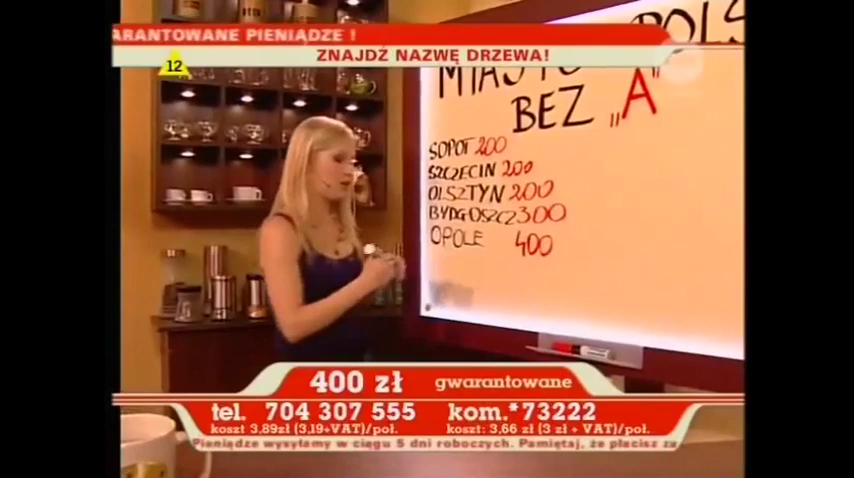 ARANTOWANE PIENIĄDZE !
ZNAJDŹ NAZWĘ DRZEWA!
12
POLS
BEZ „A”
SOPOT 200
SZCZECIN 200
OLSZTYN 200
BYDGOSZCZ 300
OPOLE 400
400 zł gwarantowane
tel. 704 307 555 kom.*73222
koszt 3,89zł (3,19+VAT)/poł. koszt: 3,66 zł (3 zł + VAT)/poł.
Pieniądze wysyłamy w ciągu 5 dni roboczych. Pamiętaj, że płacisz za